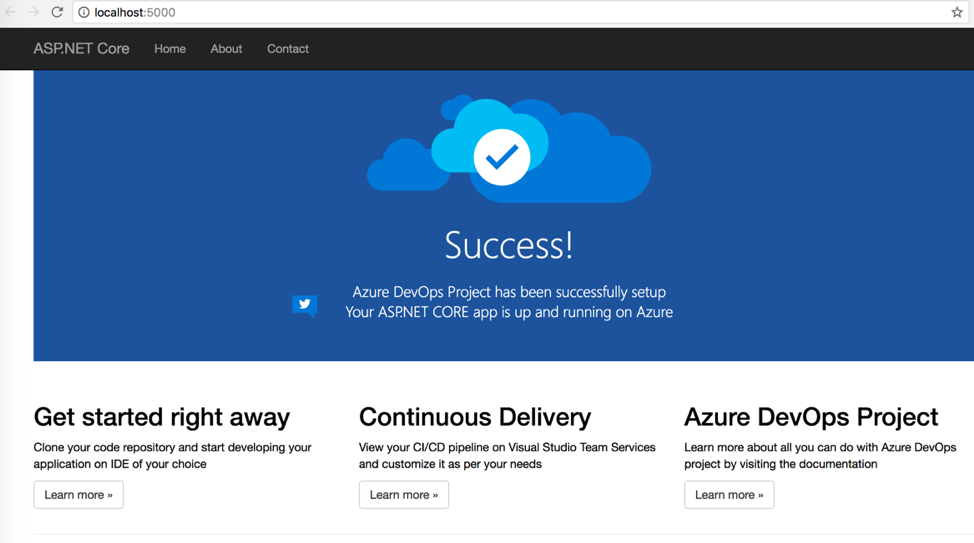 localhost:5000
ASP.NET Core Home About Contact
Success!
Azure DevOps Project has been successfully setup
Your ASP.NET CORE app is up and running on Azure
Get started right away
Clone your code repository and start developing your
application on IDE of your choice
Learn more »
Continuous Delivery
View your CI/CD pipeline on Visual Studio Team Services
and customize it as per your needs
Learn more »
Azure DevOps Project
Learn more about all you can do with Azure DevOps
project by visiting the documentation
Learn more »